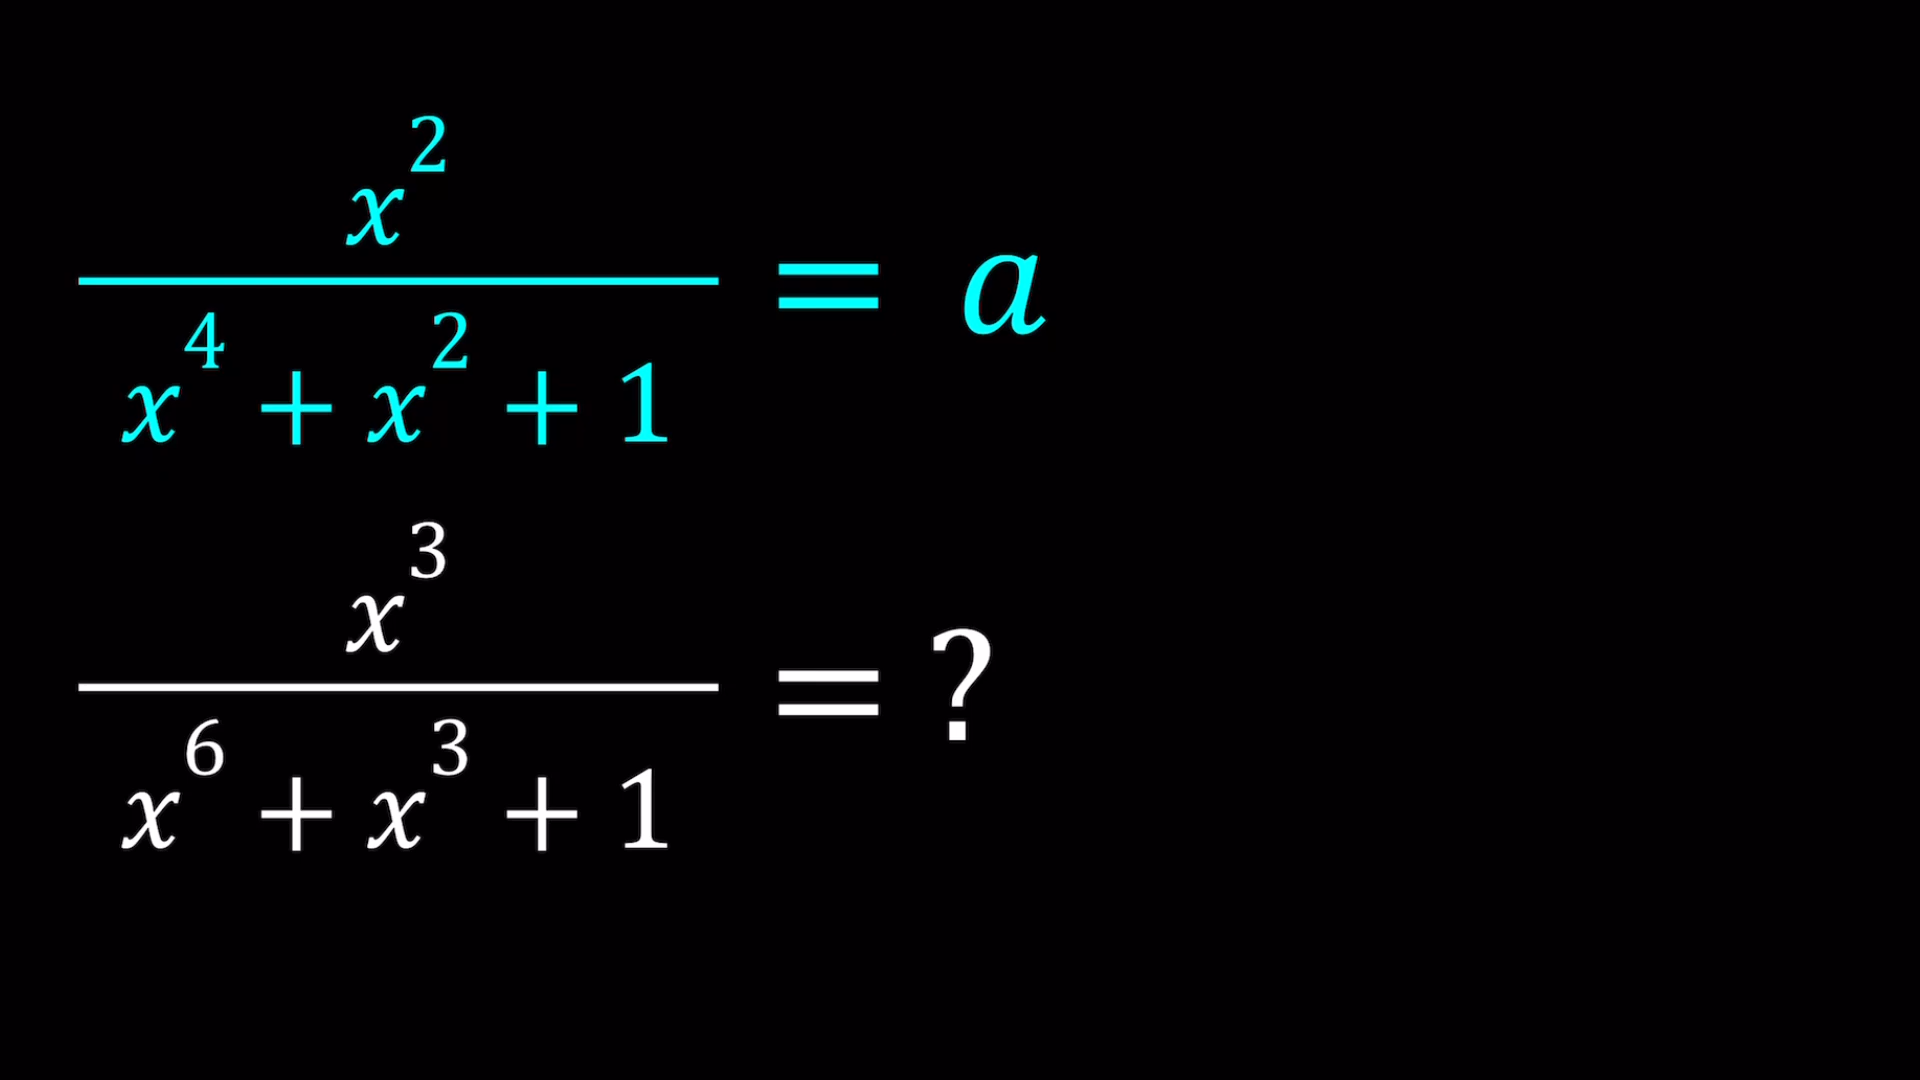 x^2 / (x^4 + x^2 + 1) = a
x^3 / (x^6 + x^3 + 1) = ?